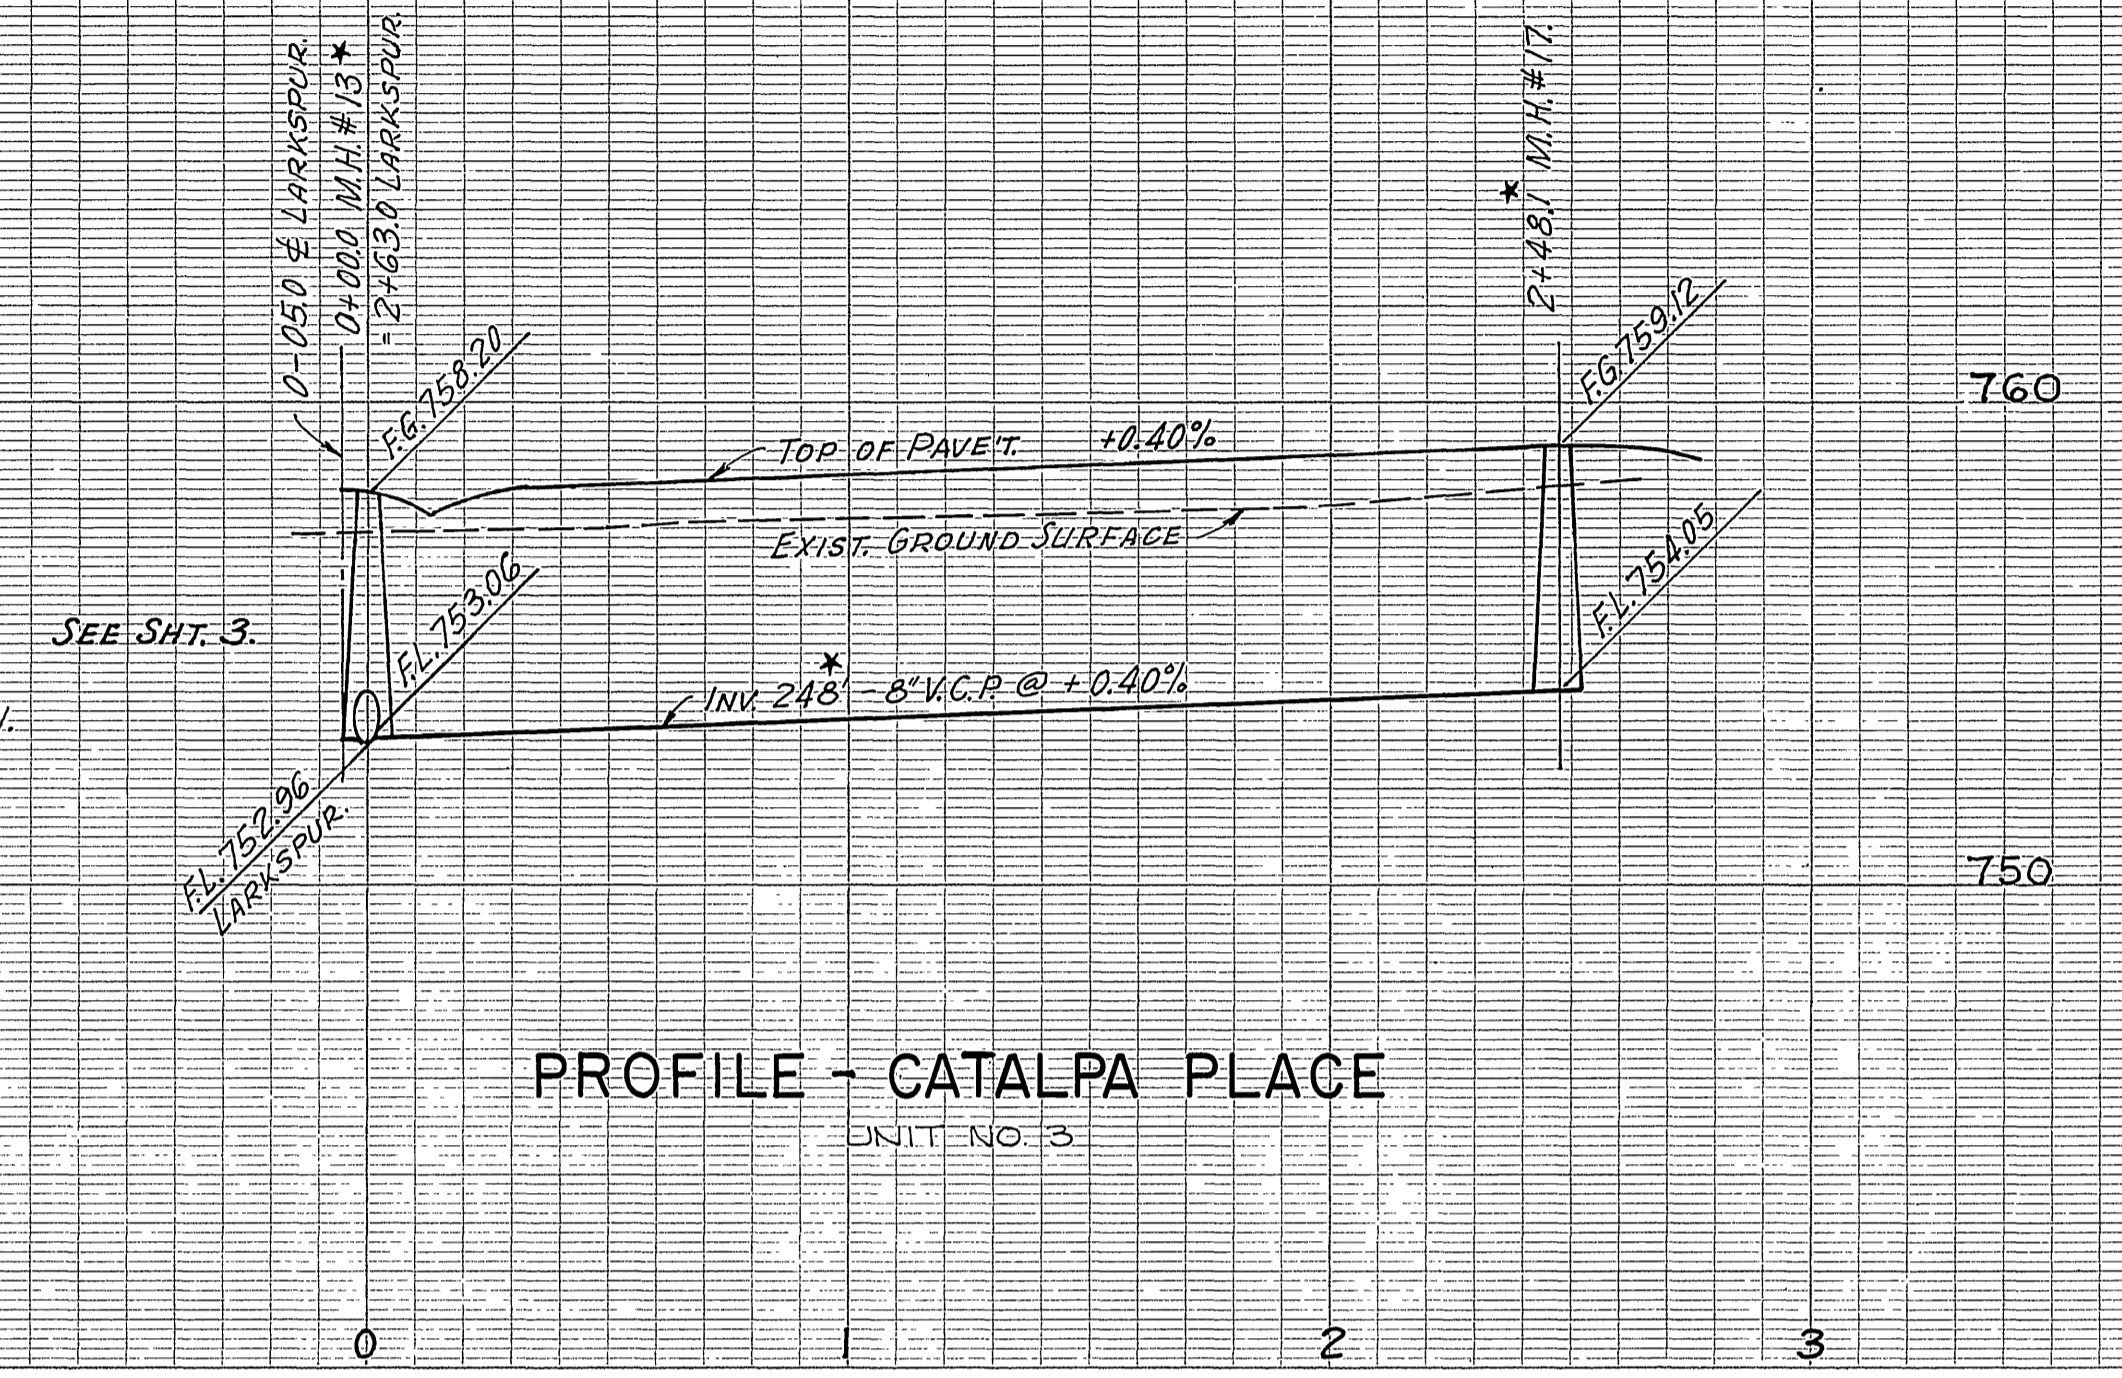 0-05.0 ℄ LARKSPUR.
0+00.0 M.H.#13 ★
= 2+63.0 LARKSPUR.
2+48.1 M.H.#17. ★
F.G. 758.20
F.G. 759.12
760
TOP OF PAVE'T. +0.40%
EXIST. GROUND SURFACE
F.L. 753.06
F.L. 754.05
SEE SHT. 3.
★
INV. 248' - 8" V.C.P. @ + 0.40%
F.L. 752.96
LARKSPUR.
750
PROFILE - CATALPA PLACE
UNIT NO. 3
0 1 2 3